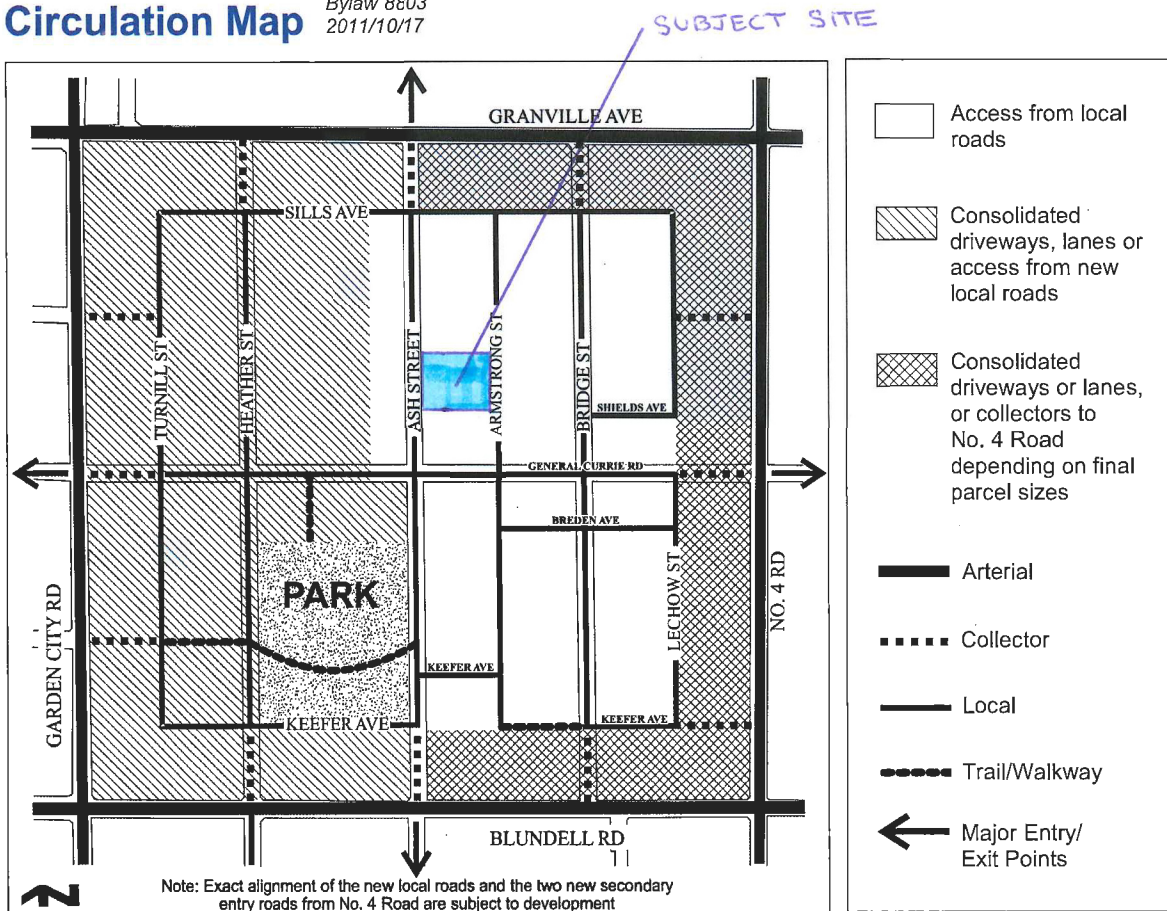 Circulation Map
Bylaw 8803
2011/10/17
SUBJECT SITE
GRANVILLE AVE
SILLS AVE
TURNILL ST
HEATHER ST
ASH STREET
ARMSTRONG ST
BRIDGE ST
SHIELDS AVE
GENERAL CURRIE RD
BREDEN AVE
PARK
GARDEN CITY RD
LECHOW ST
NO. 4 RD
KEEFER AVE
KEEFER AVE
KEEFER AVE
BLUNDELL RD
Note: Exact alignment of the new local roads and the two new secondary
entry roads from No. 4 Road are subject to development
Access from local
roads
Consolidated
driveways, lanes or
access from new
local roads
Consolidated
driveways or lanes,
or collectors to
No. 4 Road
depending on final
parcel sizes
Arterial
Collector
Local
Trail/Walkway
Major Entry/
Exit Points